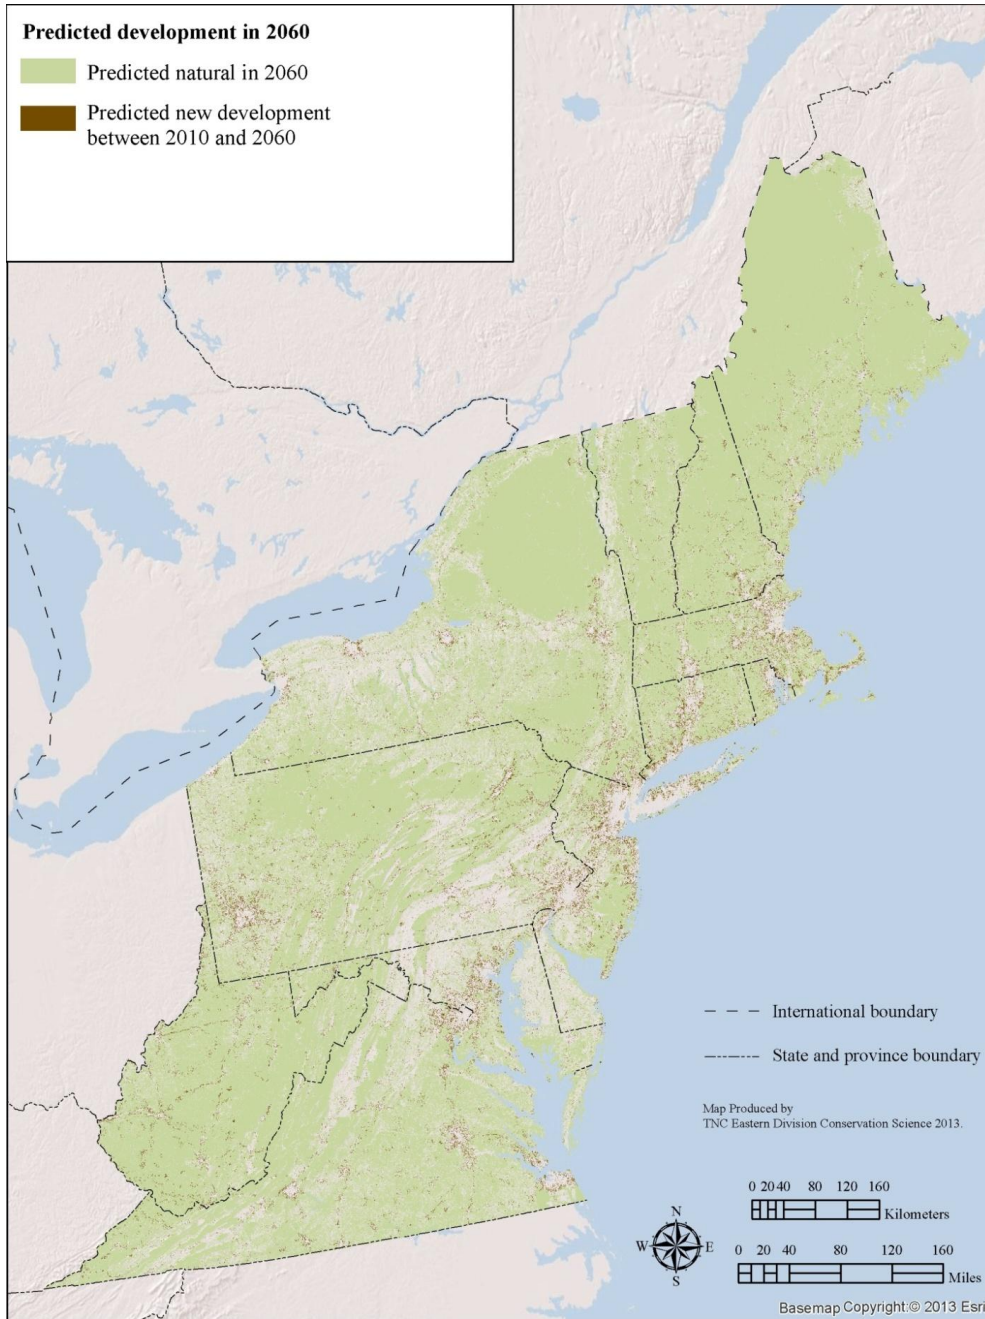 Predicted development in 2060
Predicted natural in 2060
Predicted new development
between 2010 and 2060
International boundary
State and province boundary
Map Produced by
TNC Eastern Division Conservation Science 2013.
0 20 40 80 120 160
Kilometers
N
W E
S
0 20 40 80 120 160
Miles
Basemap Copyright:© 2013 Esri